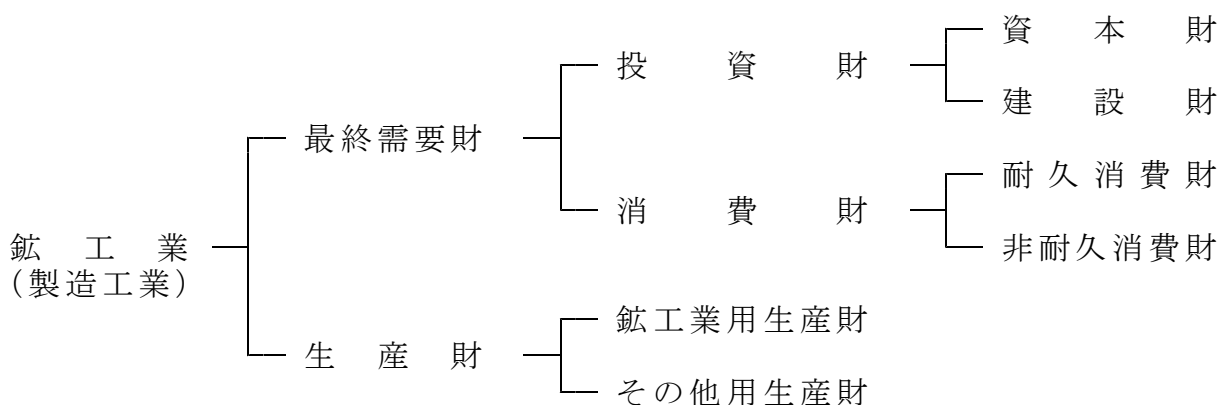 鉱工業
(製造工業)
最終需要財
投資財
資本財
建設財
消費財
耐久消費財
非耐久消費財
生産財
鉱工業用生産財
その他用生産財